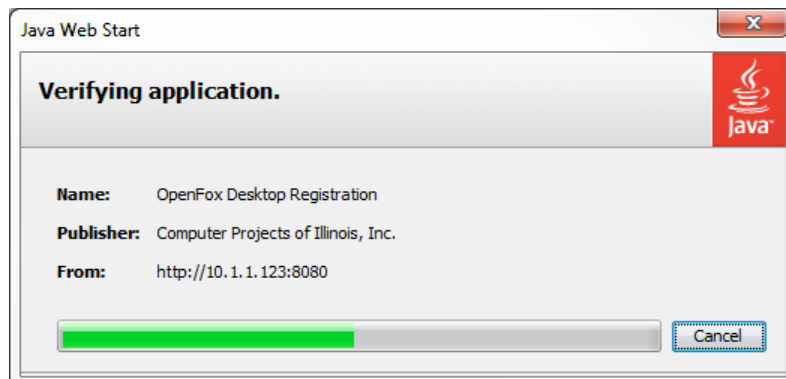 Java Web Start
Verifying application.
Java™
Name: OpenFox Desktop Registration
Publisher: Computer Projects of Illinois, Inc.
From: http://10.1.1.123:8080
Cancel